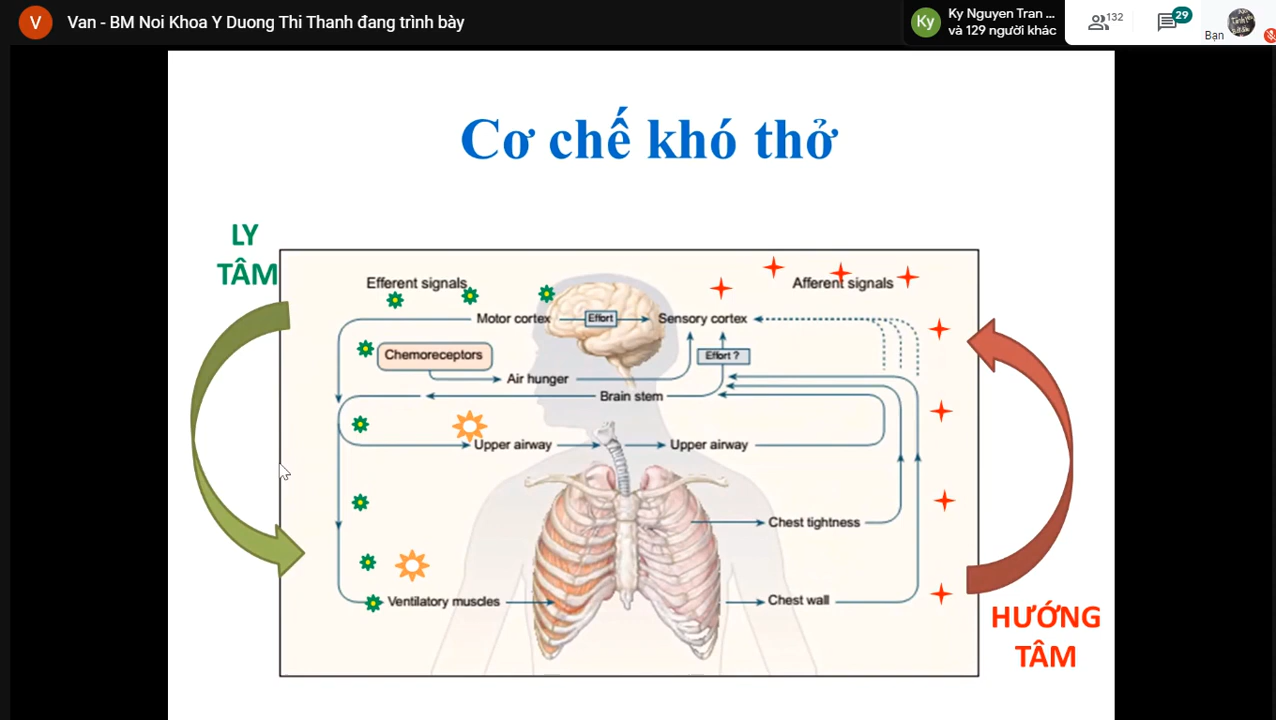 V
Van - BM Noi Khoa Y Duong Thi Thanh đang trình bày
Ky
Ky Nguyen Tran ...
và 129 người khác
132
29
Bạn
Cơ chế khó thở
LY
TÂM
Efferent signals
Afferent signals
Motor cortex
Effort
Sensory cortex
Chemoreceptors
Effort ?
Air hunger
Brain stem
Upper airway
Upper airway
Chest tightness
Ventilatory muscles
Chest wall
HƯỚNG
TÂM